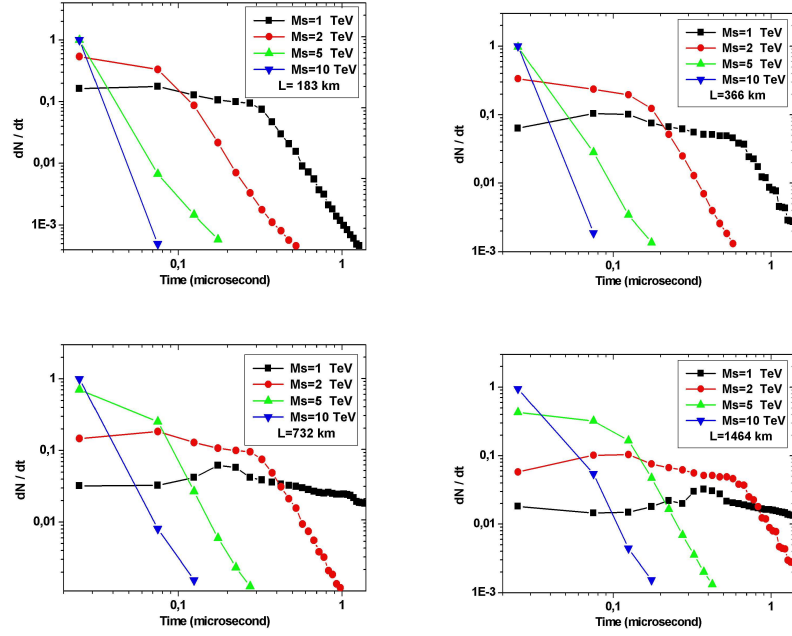 Ms=1 TeV
Ms=2 TeV
Ms=5 TeV
Ms=10 TeV
L= 183 km
1
0,1
0,01
1E-3
dN / dt
0,1
1
Time (microsecond)
Ms=1 TeV
Ms=2 TeV
Ms=5 TeV
Ms=10 TeV
L=366 km
1
0,1
0,01
1E-3
dN / dt
0,1
1
Time (microsecond)
Ms=1 TeV
Ms=2 TeV
Ms=5 TeV
Ms=10 TeV
L=732 km
1
0,1
0,01
dN / dt
0,1
1
Time (microsecond)
Ms=1 TeV
Ms=2 TeV
Ms=5 TeV
Ms=10 TeV
L=1464 km
1
0,1
0,01
1E-3
dN / dt
0,1
1
Time (microsecond)